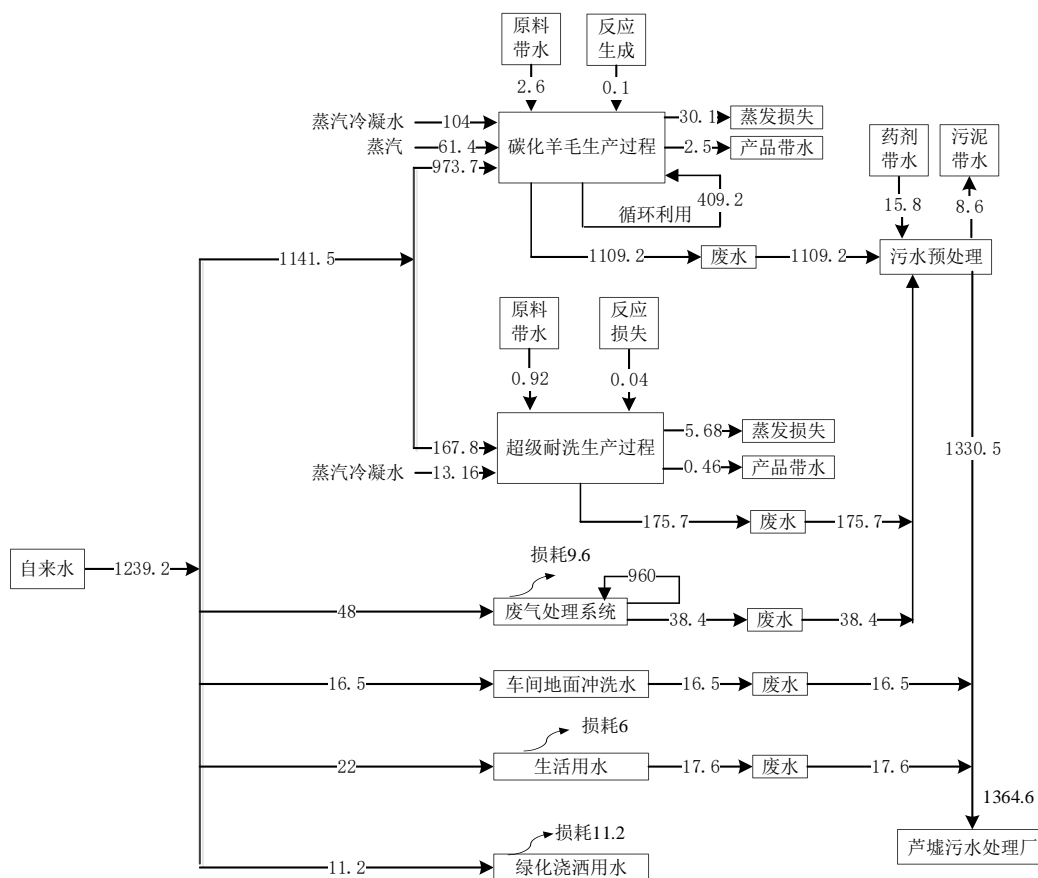 原料
带水
反应
生成
2.6
0.1
蒸汽冷凝水
104
蒸汽
61.4
973.7
碳化羊毛生产过程
30.1
蒸发损失
2.5
产品带水
409.2
循环利用
药剂
带水
污泥
带水
15.8
8.6
1141.5
1109.2
废水
1109.2
污水预处理
原料
带水
反应
损失
0.92
0.04
167.8
蒸汽冷凝水
13.16
超级耐洗生产过程
5.68
蒸发损失
0.46
产品带水
1330.5
175.7
废水
175.7
自来水
1239.2
损耗9.6
960
48
废气处理系统
38.4
废水
38.4
16.5
车间地面冲洗水
16.5
废水
16.5
损耗6
22
生活用水
17.6
废水
17.6
1364.6
损耗11.2
11.2
绿化浇洒用水
芦墟污水处理厂